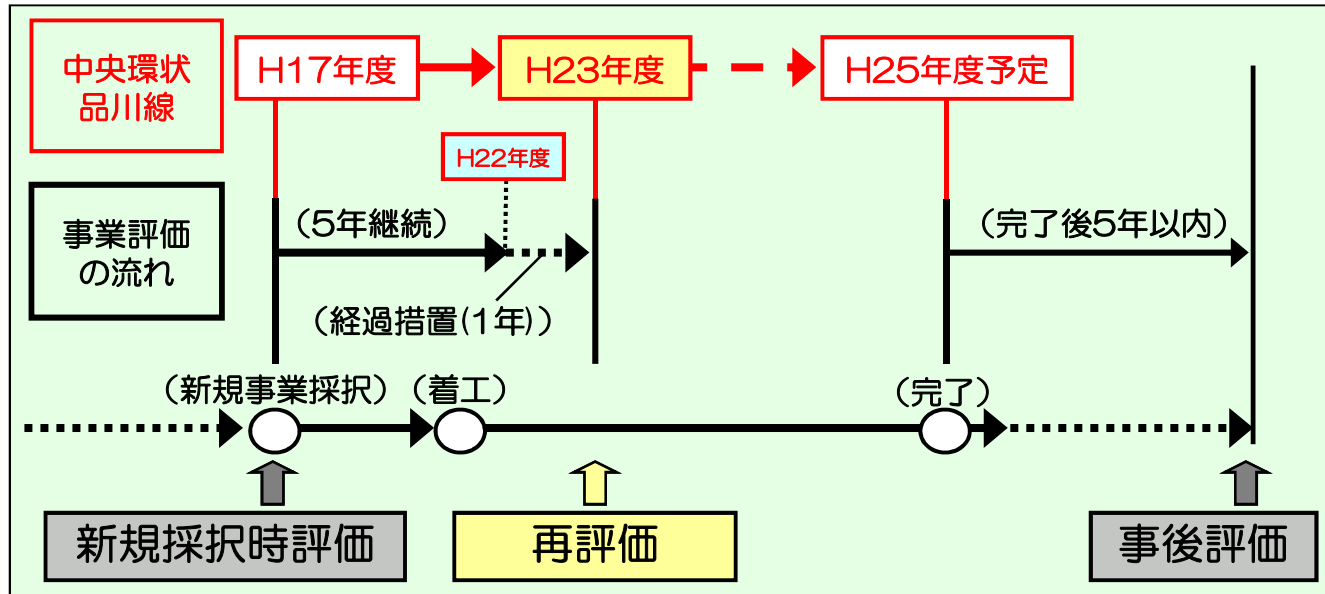 中央環状
品川線
H17年度
H23年度
H25年度予定
H22年度
事業評価
の流れ
（5年継続）
（完了後5年以内）
（経過措置(1年)）
（新規事業採択）
（着工）
（完了）
新規採択時評価
再評価
事後評価